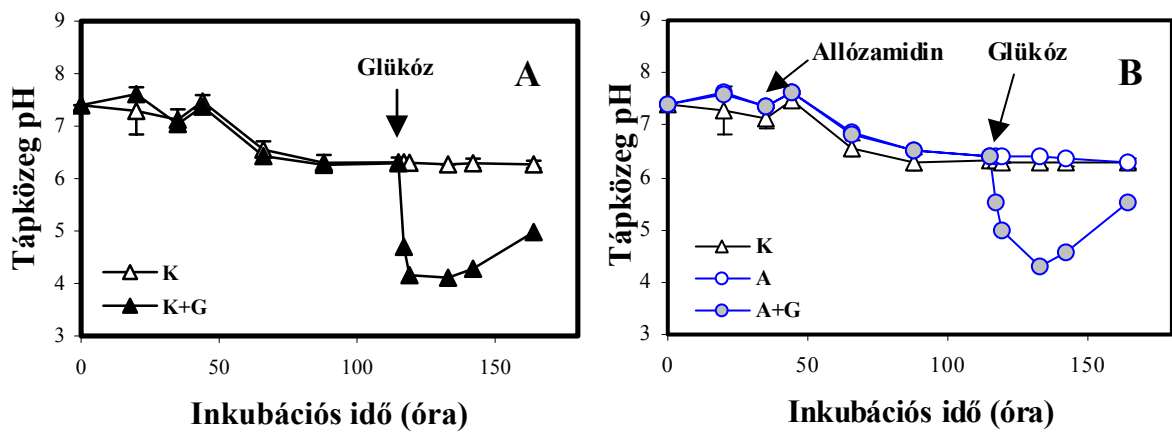 A
Tápközeg pH
9
8
7
6
5
4
3
Glükóz
K
K+G
0
50
100
150
Inkubációs idő (óra)
B
Tápközeg pH
9
8
7
6
5
4
3
Allózamidin
Glükóz
K
A
A+G
0
50
100
150
Inkubációs idő (óra)